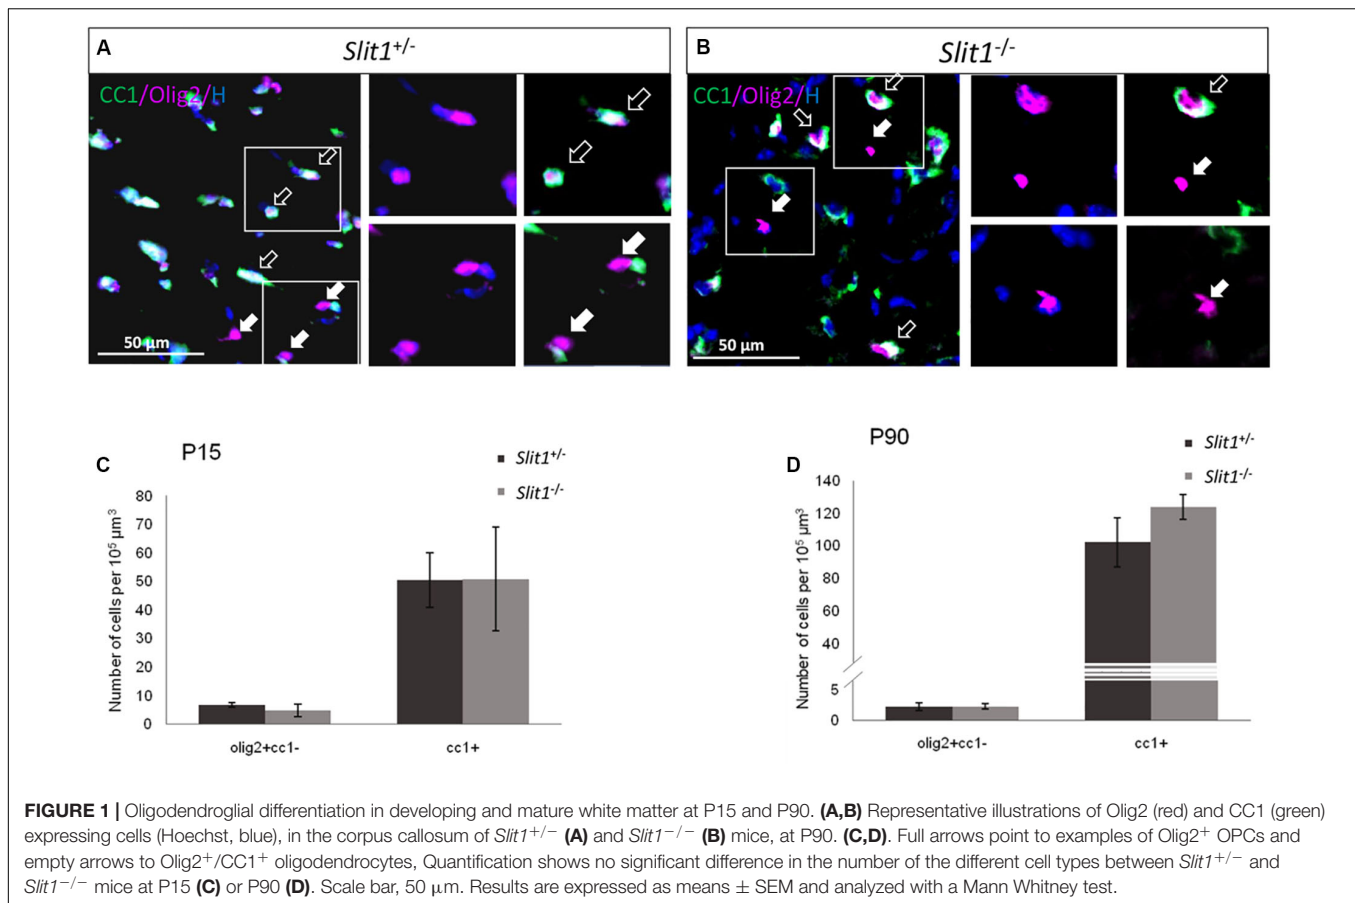 A
Slit1+/-
B
Slit1-/-
CC1/Olig2/H
CC1/Olig2/H
50 µm
50 µm
C
P15
Slit1+/-
Slit1-/-
Number of cells per 10⁵ µm³
80
70
60
50
40
30
20
10
0
olig2+cc1-
cc1+
D
P90
Slit1+/-
Slit1-/-
Number of cells per 10⁵ µm³
140
120
100
80
60
40
5
0
olig2+cc1-
cc1+
FIGURE 1 | Oligodendroglial differentiation in developing and mature white matter at P15 and P90. (A,B) Representative illustrations of Olig2 (red) and CC1 (green)
expressing cells (Hoechst, blue), in the corpus callosum of Slit1+/− (A) and Slit1−/− (B) mice, at P90. (C,D). Full arrows point to examples of Olig2+ OPCs and
empty arrows to Olig2+/CC1+ oligodendrocytes, Quantification shows no significant difference in the number of the different cell types between Slit1+/− and
Slit1−/− mice at P15 (C) or P90 (D). Scale bar, 50 µm. Results are expressed as means ± SEM and analyzed with a Mann Whitney test.